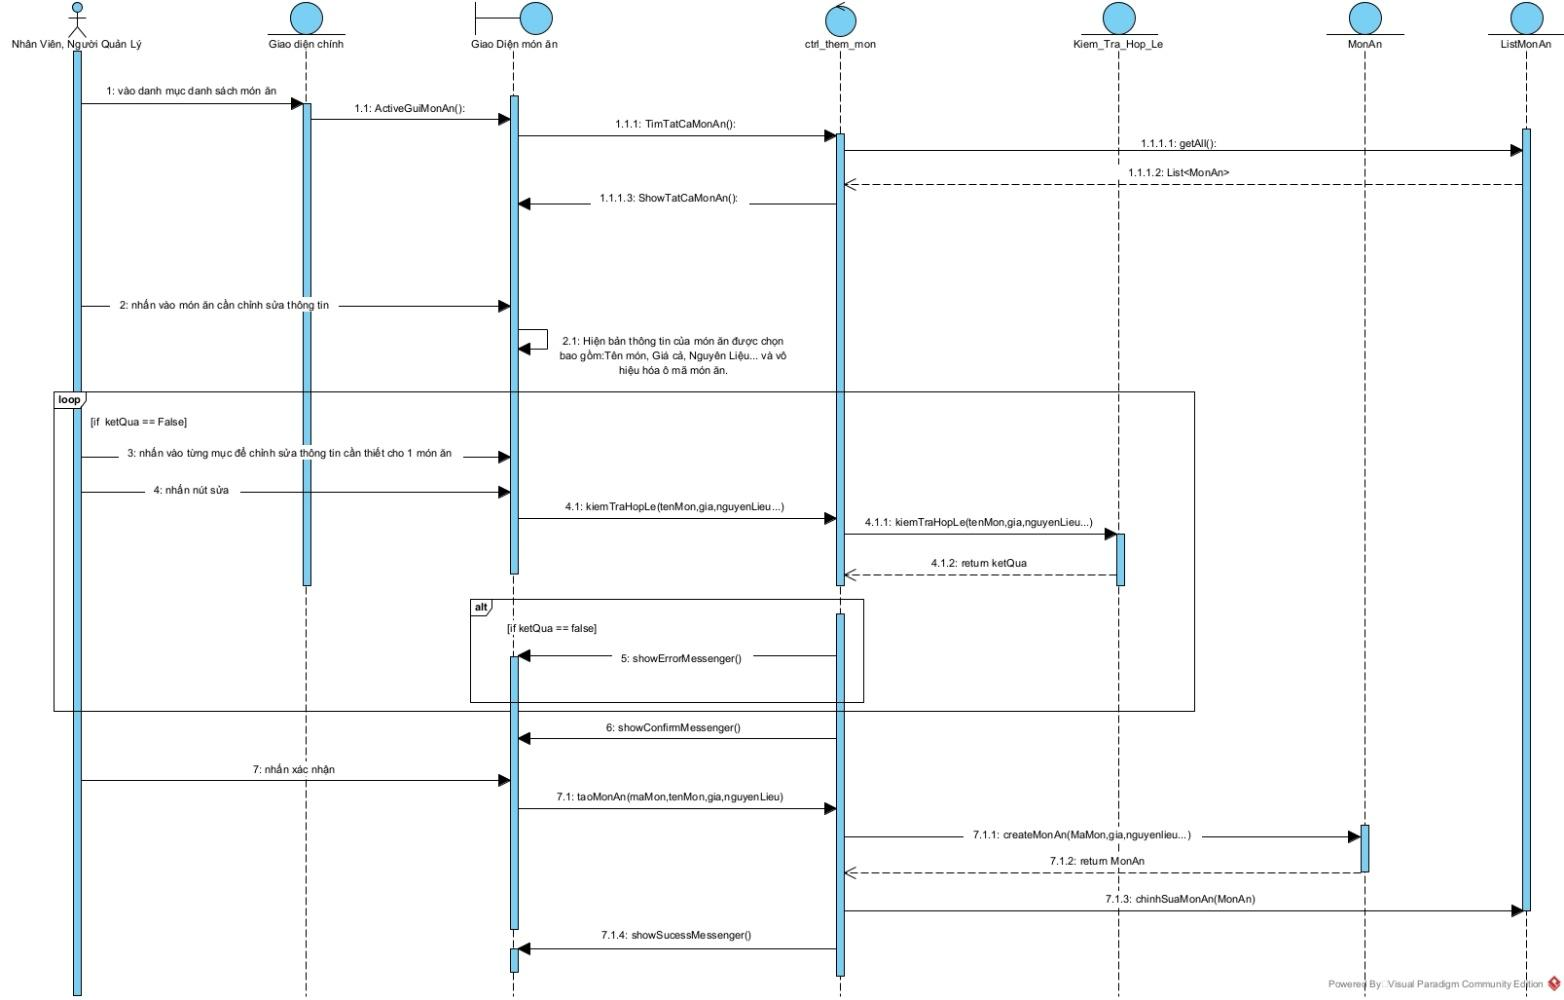 Nhân Viên, Người Quản Lý
Giao diện chính
Giao Diện món ăn
ctrl_them_mon
Kiem_Tra_Hop_Le
MonAn
ListMonAn
1: vào danh mục danh sách món ăn
1.1: ActiveGuiMonAn():
1.1.1: TimTatCaMonAn():
1.1.1.1: getAll():
1.1.1.2: List<MonAn>
1.1.1.3: ShowTatCaMonAn():
2: nhấn vào món ăn cần chỉnh sửa thông tin
2.1: Hiện bản thông tin của món ăn được chọn
bao gồm:Tên món, Giá cả, Nguyên Liệu... và vô
hiệu hóa ô mã món ăn.
loop
[if ketQua == False]
3: nhấn vào từng mục để chỉnh sửa thông tin cần thiết cho 1 món ăn
4: nhấn nút sửa
4.1: kiemTraHopLe(tenMon,gia,nguyenLieu...)
4.1.1: kiemTraHopLe(tenMon,gia,nguyenLieu...)
4.1.2: return ketQua
alt
[if ketQua == false]
5: showErrorMessenger()
6: showConfirmMessenger()
7: nhấn xác nhận
7.1: taoMonAn(maMon,tenMon,gia,nguyenLieu)
7.1.1: createMonAn(MaMon,gia,nguyenlieu...)
7.1.2: return MonAn
7.1.3: chinhSuaMonAn(MonAn)
7.1.4: showSucessMessenger()
Powered By: Visual Paradigm Community Edition